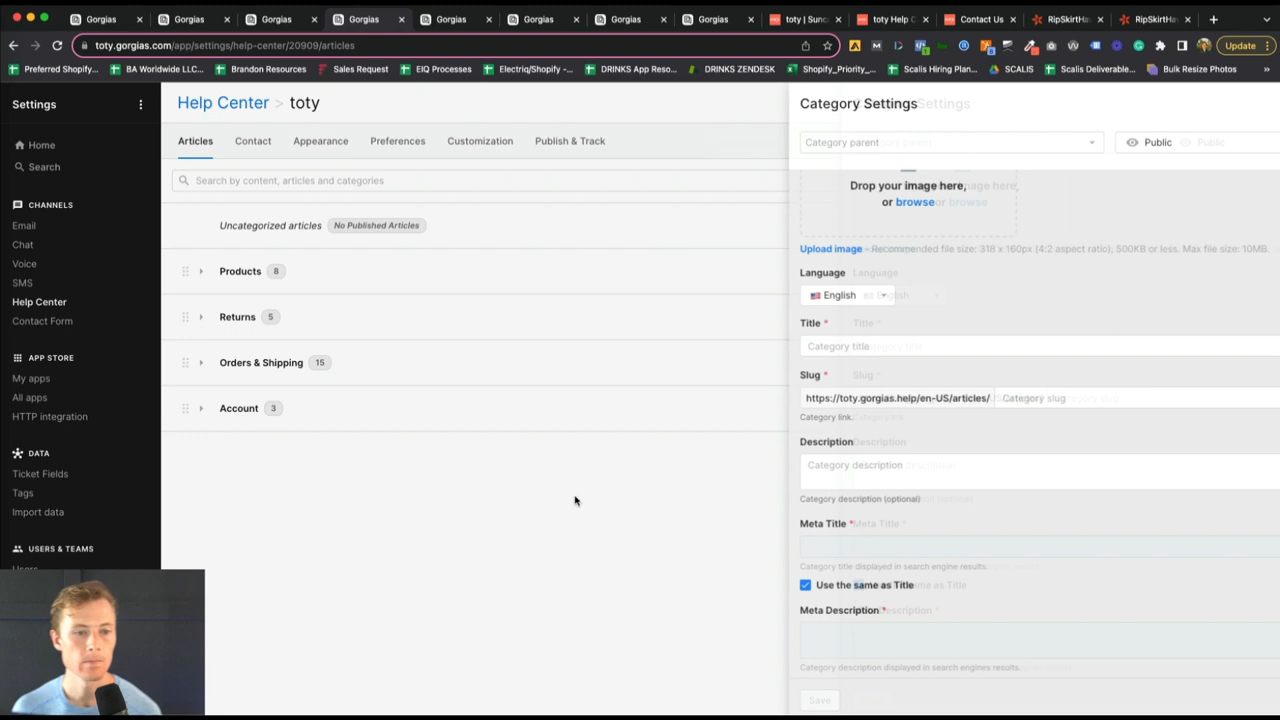 Gorgias
Gorgias
Gorgias
Gorgias
Gorgias
Gorgias
Gorgias
Gorgias
toty | Sunc
toty Help C
Contact Us
RipSkirtHa
RipSkirtHa
toty.gorgias.com/app/settings/help-center/20909/articles
Update
Preferred Shopify...
BA Worldwide LLC...
Brandon Resources
Sales Request
EIQ Processes
Electriq/Shopify -...
DRINKS App Reso...
DRINKS ZENDESK
Shopify_Priority_...
Scalis Hiring Plan...
SCALIS
Scalis Deliverable...
Bulk Resize Photos
Settings
Home
Search
CHANNELS
Email
Chat
Voice
SMS
Help Center
Contact Form
APP STORE
My apps
All apps
HTTP integration
DATA
Ticket Fields
Tags
Import data
USERS & TEAMS
Users
Help Center > toty
Articles
Contact
Appearance
Preferences
Customization
Publish & Track
Search by content, articles and categories
Uncategorized articles
No Published Articles
Products 8
Returns 5
Orders & Shipping 15
Account 3
Category Settings
Category parent
Public
Drop your image here,
or browse
Upload image - Recommended file size: 318 x 160px (4:2 aspect ratio), 500KB or less. Max file size: 10MB.
Language
English
Title *
Category title
Slug *
https://toty.gorgias.help/en-US/articles/
Category slug
Category link.
Description
Category description
Category description (optional)
Meta Title *
Category title displayed in search engine results.
Use the same as Title
Meta Description *
Category description displayed in search engines results.
Save